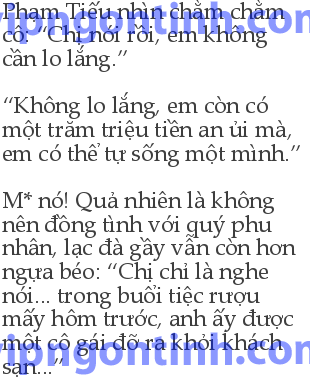 Phạm Tiếu nhìn chằm chằm
cô: “Chị nói rồi, em không
cần lo lắng.”
“Không lo lắng, em còn có
một trăm triệu tiền an ủi mà,
em có thể tự sống một mình.”
M* nó! Quả nhiên là không
nên đồng tình với quý phu
nhân, lạc đà gầy vẫn còn hơn
ngựa béo: “Chị chỉ là nghe
nói... trong buổi tiệc rượu
mấy hôm trước, anh ấy được
một cô gái đỡ ra khỏi khách
sạn...”
vipngontinh.com
vipngontinh.com